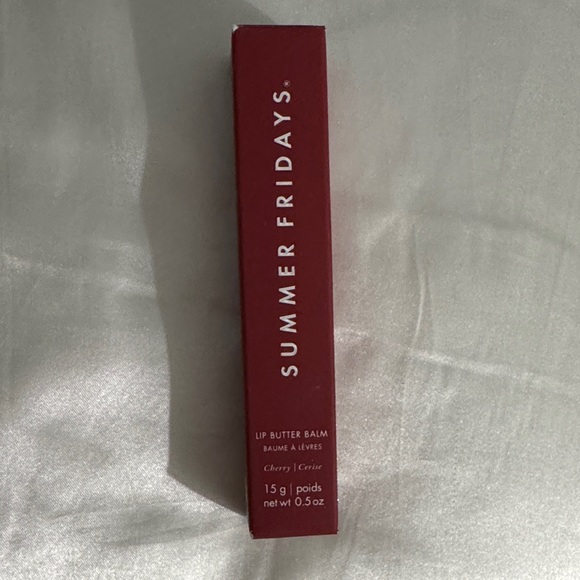 SUMMER FRIDAYS®
LIP BUTTER BALM
BAUME À LÈVRES
Cherry | Cerise
15 g | poids
net wt 0.5 oz